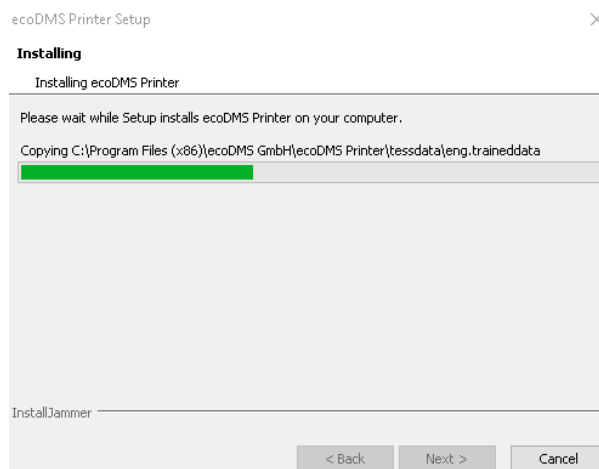 ecoDMS Printer Setup
Installing
Installing ecoDMS Printer
Please wait while Setup installs ecoDMS Printer on your computer.
Copying C:\Program Files (x86)\ecoDMS GmbH\ecoDMS Printer\tessdata\eng.traineddata
InstallJammer
< Back Next > Cancel